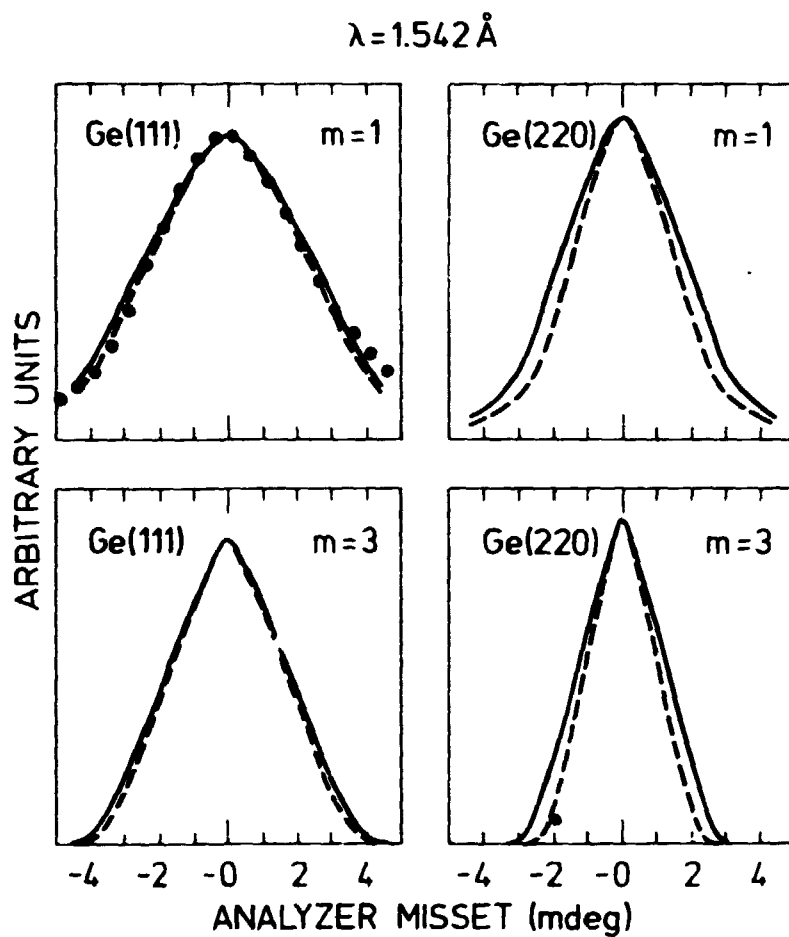 λ=1.542 Å
Ge(111) m=1
Ge(220) m=1
ARBITRARY UNITS
Ge(111) m=3
Ge(220) m=3
-4 -2 -0 2 4
-4 -2 -0 2 4
ANALYZER MISSET (mdeg)